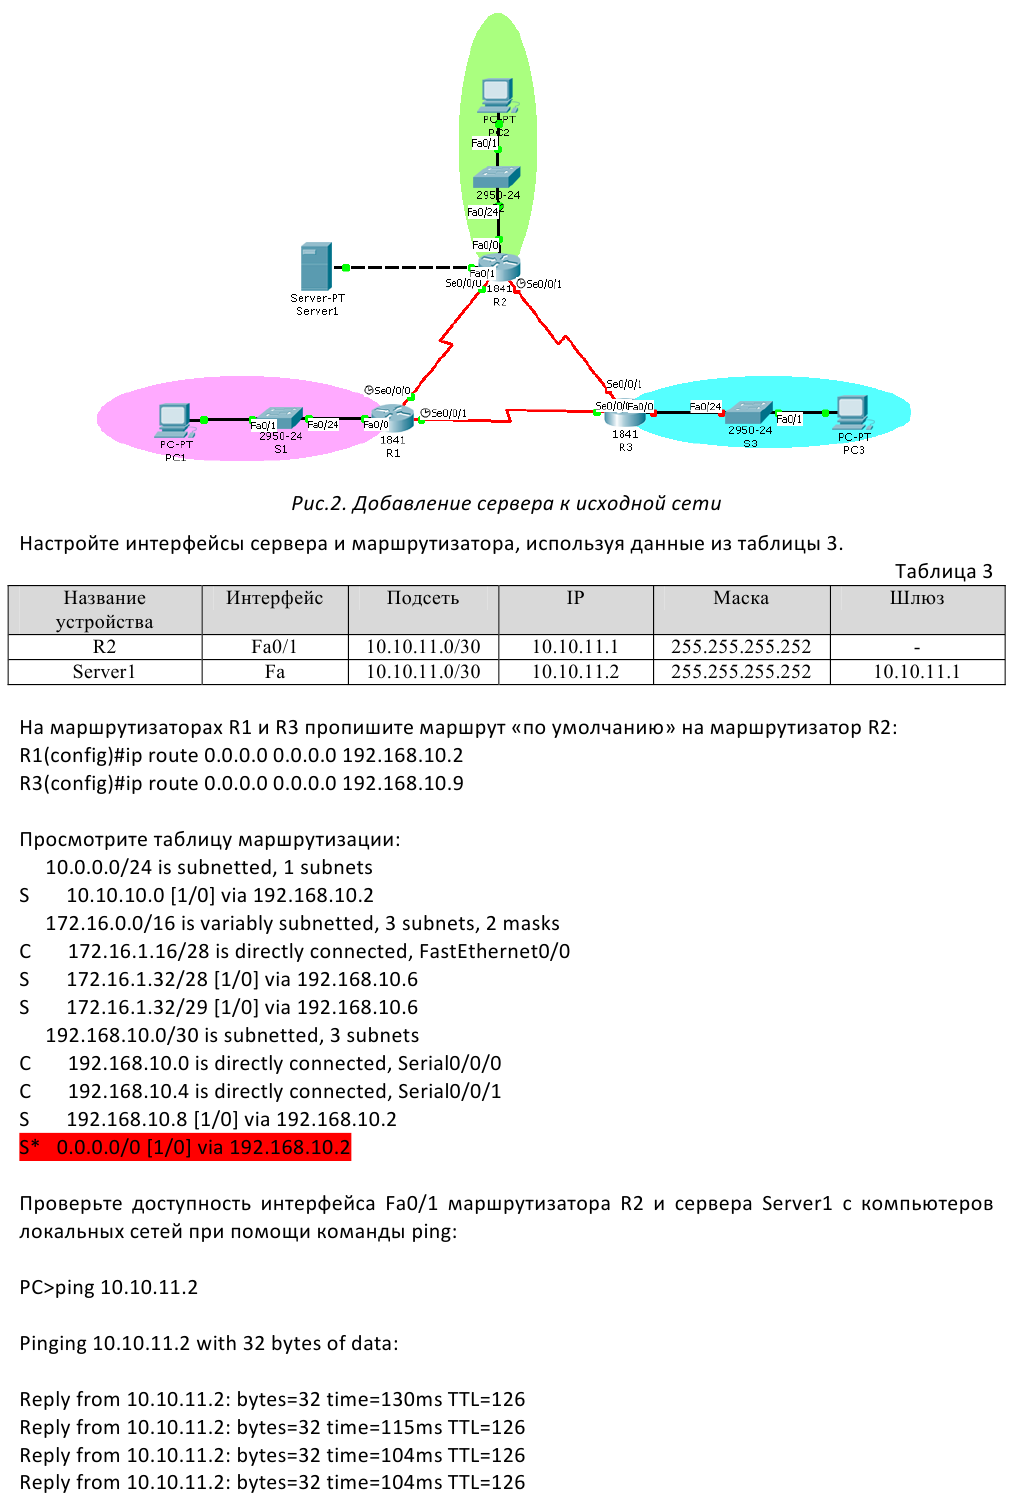 PC-PT
PC2
Fa0/1
2950-24
Fa0/24
Fa0/0
Server-PT
Server1
Fa0/1
Se0/0/0
1841
R2
Se0/0/1
Se0/0/0
Se0/0/1
PC-PT
PC1
Fa0/1
2950-24
S1
Fa0/24
Fa0/0
1841
R1
Se0/0/1
Fa0/0
1841
R3
Fa0/24
2950-24
S3
Fa0/1
PC-PT
PC3
Рис.2. Добавление сервера к исходной сети
Настройте интерфейсы сервера и маршрутизатора, используя данные из таблицы 3.
Таблица 3
Название устройства Интерфейс Подсеть IP Маска Шлюз
R2 Fa0/1 10.10.11.0/30 10.10.11.1 255.255.255.252 -
Server1 Fa 10.10.11.0/30 10.10.11.2 255.255.255.252 10.10.11.1
На маршрутизаторах R1 и R3 пропишите маршрут «по умолчанию» на маршрутизатор R2:
R1(config)#ip route 0.0.0.0 0.0.0.0 192.168.10.2
R3(config)#ip route 0.0.0.0 0.0.0.0 192.168.10.9
Просмотрите таблицу маршрутизации:
10.0.0.0/24 is subnetted, 1 subnets
S 10.10.10.0 [1/0] via 192.168.10.2
172.16.0.0/16 is variably subnetted, 3 subnets, 2 masks
C 172.16.1.16/28 is directly connected, FastEthernet0/0
S 172.16.1.32/28 [1/0] via 192.168.10.6
S 172.16.1.32/29 [1/0] via 192.168.10.6
192.168.10.0/30 is subnetted, 3 subnets
C 192.168.10.0 is directly connected, Serial0/0/0
C 192.168.10.4 is directly connected, Serial0/0/1
S 192.168.10.8 [1/0] via 192.168.10.2
S* 0.0.0.0/0 [1/0] via 192.168.10.2
Проверьте доступность интерфейса Fa0/1 маршрутизатора R2 и сервера Server1 с компьютеров
локальных сетей при помощи команды ping:
PC>ping 10.10.11.2
Pinging 10.10.11.2 with 32 bytes of data:
Reply from 10.10.11.2: bytes=32 time=130ms TTL=126
Reply from 10.10.11.2: bytes=32 time=115ms TTL=126
Reply from 10.10.11.2: bytes=32 time=104ms TTL=126
Reply from 10.10.11.2: bytes=32 time=104ms TTL=126